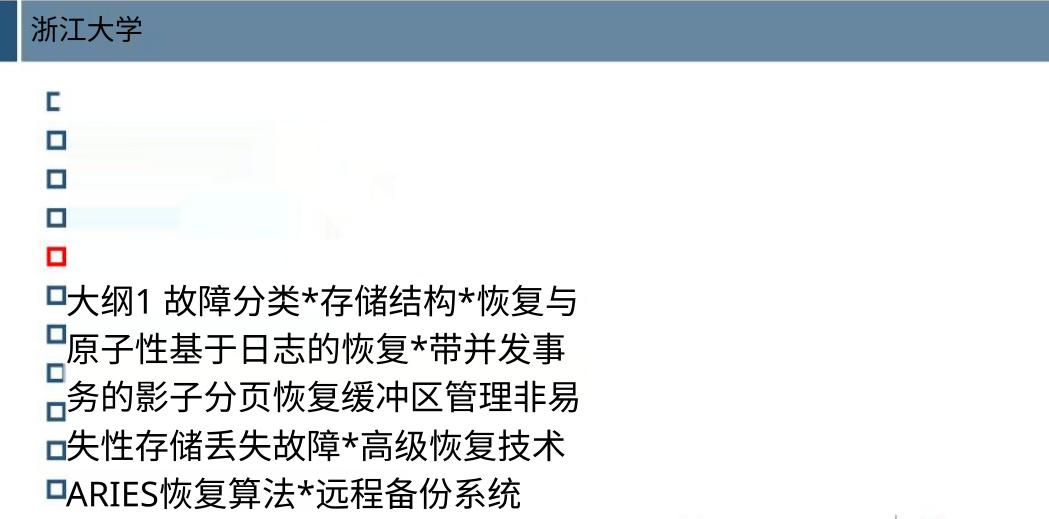 浙江大学
大纲1 故障分类*存储结构*恢复与
原子性基于日志的恢复*带并发事
务的影子分页恢复缓冲区管理非易
失性存储丢失故障*高级恢复技术
ARIES恢复算法*远程备份系统